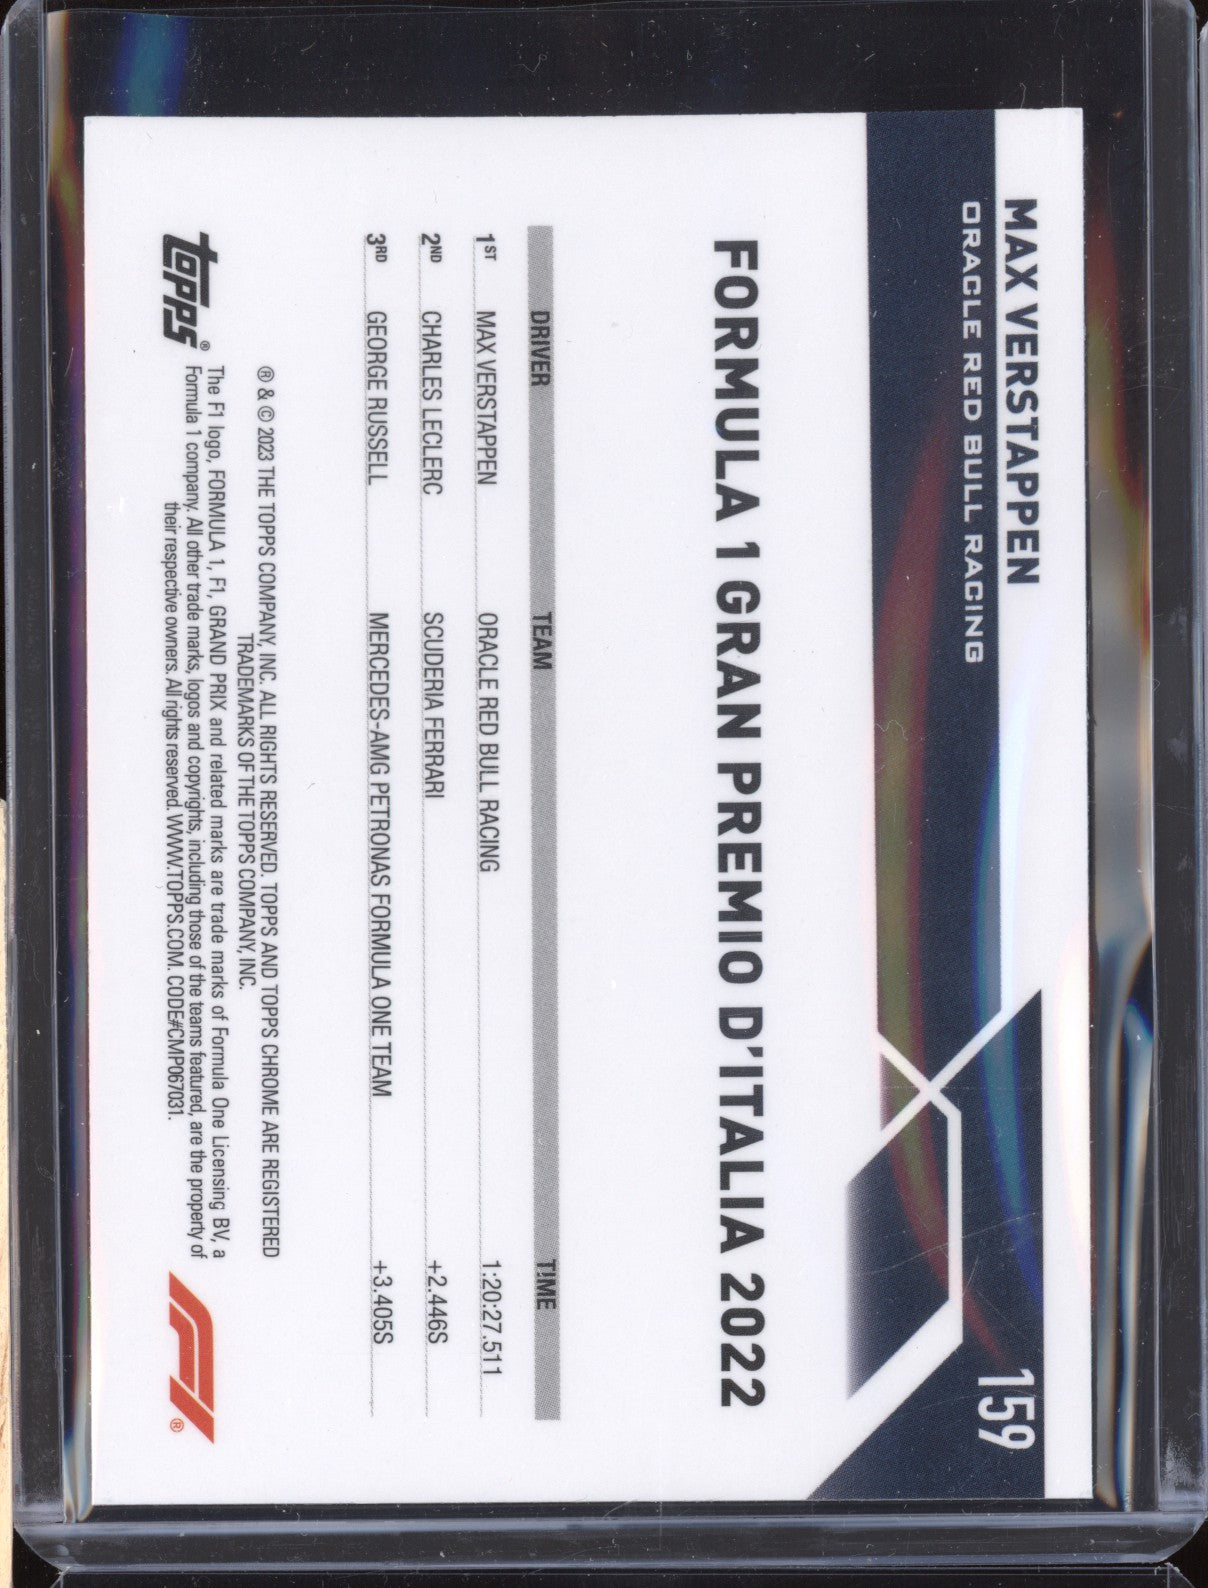 MAX VERSTAPPEN
ORACLE RED BULL RACING
159
FORMULA 1 GRAN PREMIO D'ITALIA 2022
DRIVER TEAM TIME
1ST MAX VERSTAPPEN ORACLE RED BULL RACING 1:20:27.511
2ND CHARLES LECLERC SCUDERIA FERRARI +2.446S
3RD GEORGE RUSSELL MERCEDES-AMG PETRONAS FORMULA ONE TEAM +3.405S
® & © 2023 THE TOPPS COMPANY, INC. ALL RIGHTS RESERVED. TOPPS AND TOPPS CHROME ARE REGISTERED
TRADEMARKS OF THE TOPPS COMPANY, INC.
The F1 logo, FORMULA 1, F1, GRAND PRIX and related marks are trade marks of Formula One Licensing BV, a
Formula 1 company. All other trade marks, logos and copyrights, including those of the teams featured, are the property of
their respective owners. All rights reserved. WWW.TOPPS.COM. CODE#CMP067031.
topps®
F1®